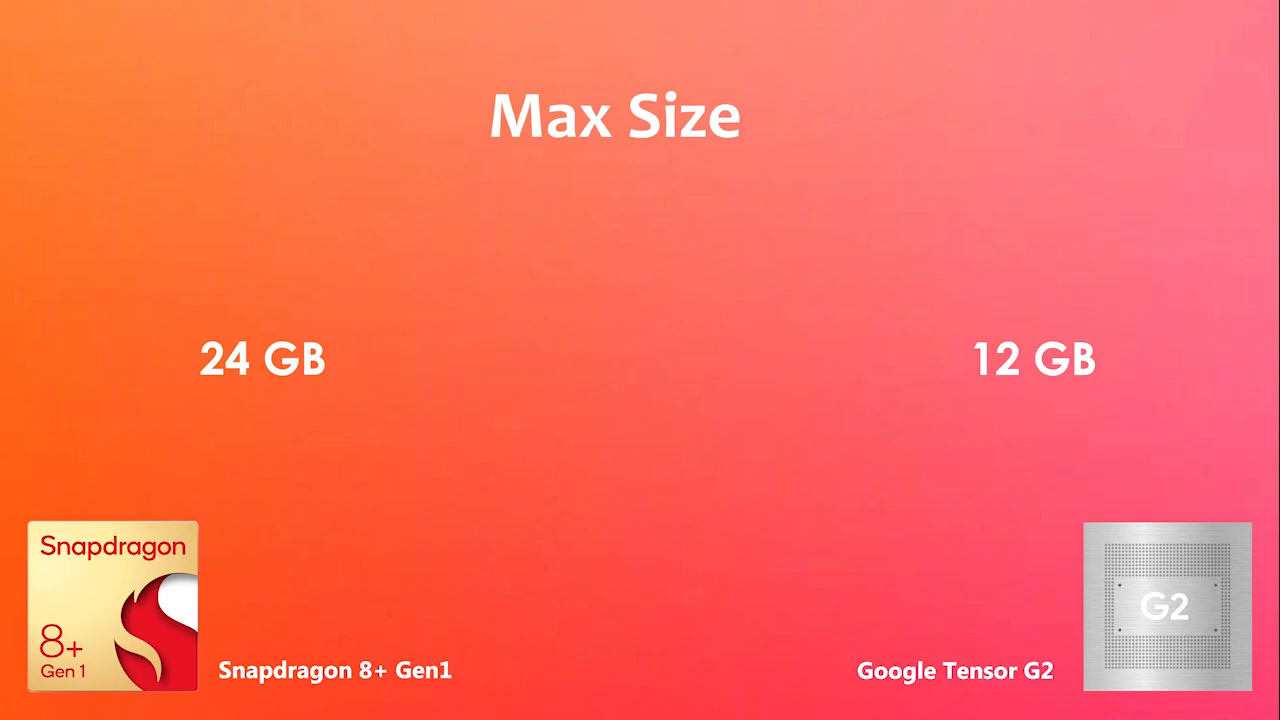 Max Size
24 GB
12 GB
Snapdragon
8+
Gen 1
Snapdragon 8+ Gen1
Google Tensor G2
G2